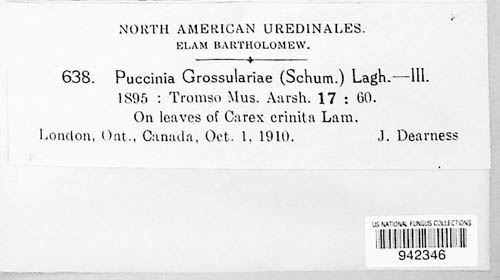 NORTH AMERICAN UREDINALES.
ELAM BARTHOLOMEW.
638. Puccinia Grossulariae (Schum.) Lagh.—III.
1895 : Tromso Mus. Aarsh. 17 : 60.
On leaves of Carex crinita Lam.
London, Ont., Canada, Oct. 1, 1910. J. Dearness
US NATIONAL FUNGUS COLLECTIONS
942346